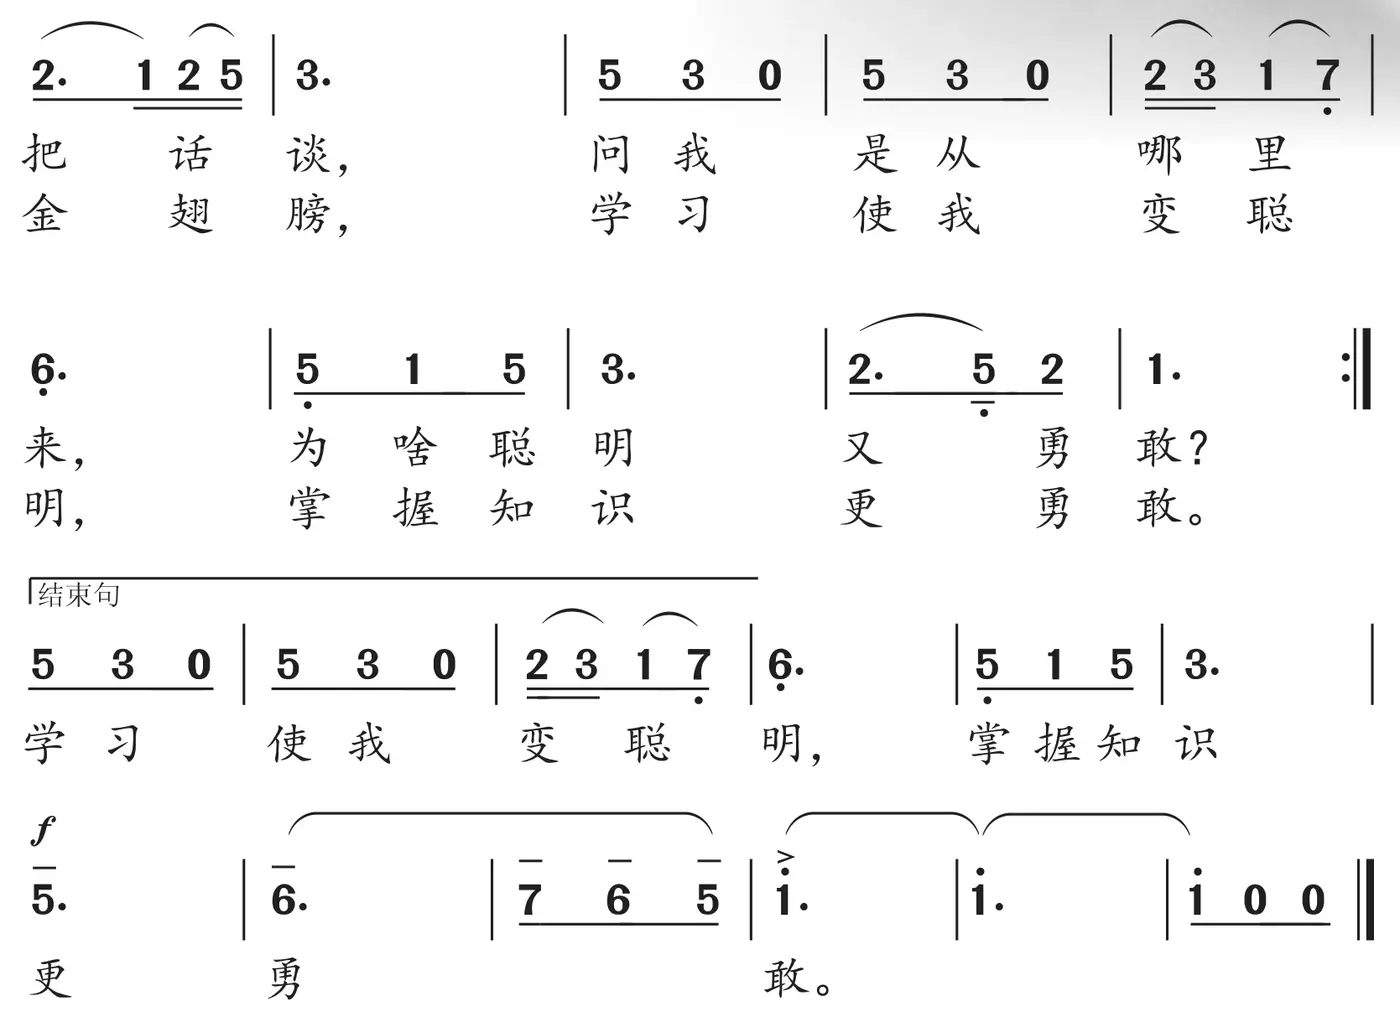 2. 1 2 5 | 3. | 5 3 0 | 5 3 0 | 2 3 1 7 |
把 话 谈， 问 我 是 从 哪 里
金 翅 膀， 学 习 使 我 变 聪
6. | 5 1 5 | 3. | 2. 5 2 | 1. :|
来， 为 啥 聪 明 又 勇 敢？
明， 掌 握 知 识 更 勇 敢。
结束句
5 3 0 | 5 3 0 | 2 3 1 7 | 6. | 5 1 5 | 3. |
学 习 使 我 变 聪 明， 掌 握 知 识
f
5. | 6. | 7 6 5 | 1. | 1. | 1 0 0
更 勇 敢。